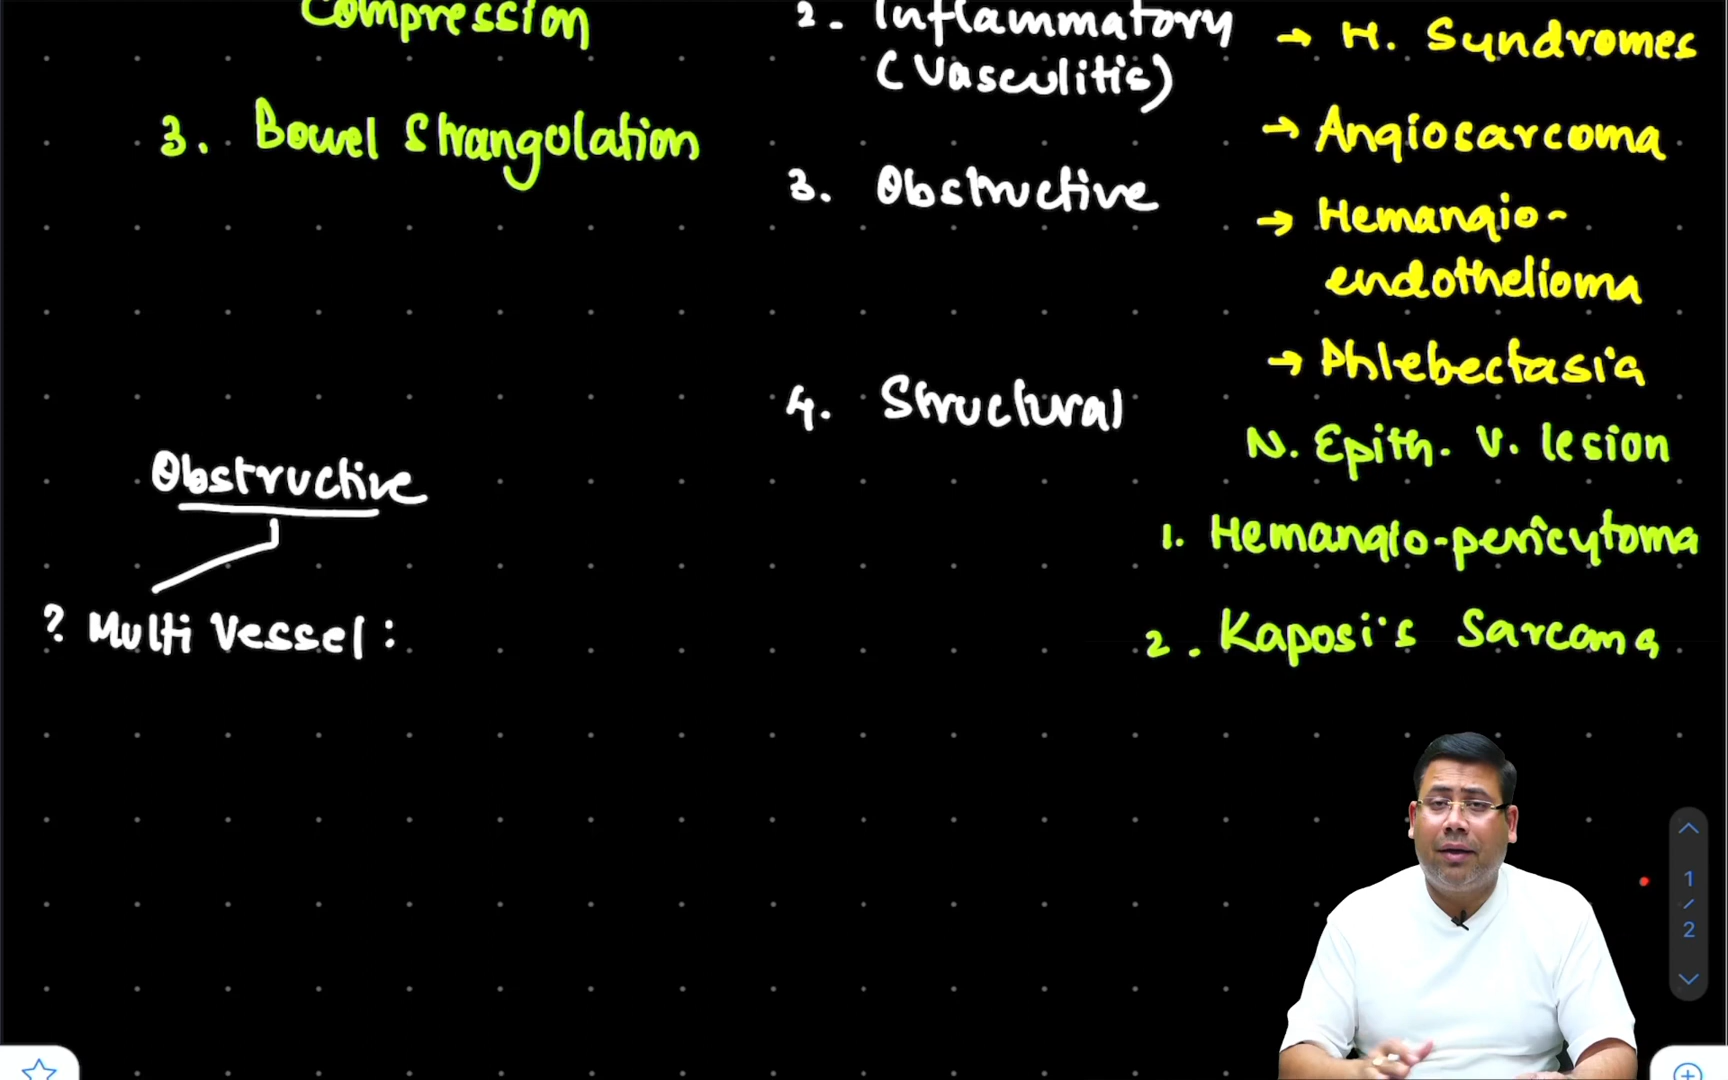 Compression
3. Bowel Strangolation
Obstructive
? Multi Vessel :
2. Inflammatory
(Vasculitis)
3. Obstructive
4. Structural
→ H. Syndromes
→ Angiosarcoma
→ Hemangio-
endothelioma
→ Phlebectasia
N. Epith. V. lesion
1. Hemangio-pericytoma
2. Kaposi's Sarcoma
1
/
2